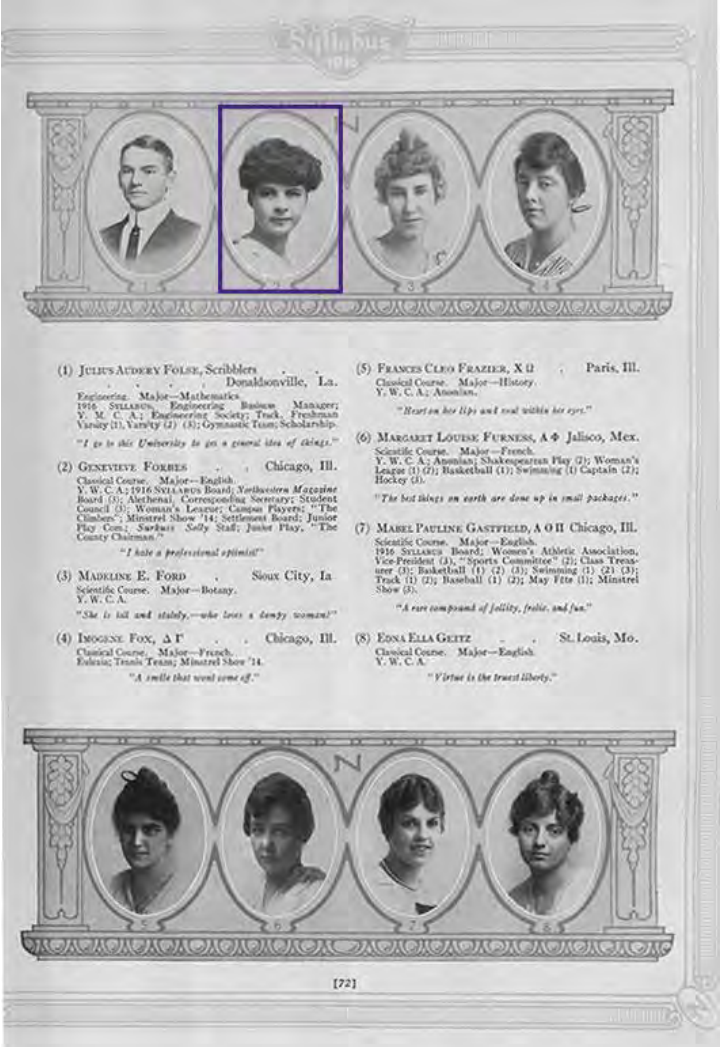 Syllabus
1916
N
1
2
3
4
(1) JULIUS AUDERY FOLSE, Scribblers . .
. . . . Donaldsonville, La.
Engineering. Major—Mathematics.
1916 SYLLABUS, Engineering Business Manager;
Y. M. C. A.; Engineering Society; Track, Freshman
Varsity (1), Varsity (2) (3); Gymnastic Team; Scholarship.
"I go to this University to get a general idea of things."
(2) GENEVIEVE FORBES . . Chicago, Ill.
Classical Course. Major—English.
Y. W. C. A.; 1916 SYLLABUS Board; Northwestern Magazine
Board (3); Alethenai, Corresponding Secretary; Student
Council (3); Woman's League; Campus Players; "The
Climbers"; Minstrel Show '14; Settlement Board; Junior
Play Com.; Sunkuss Solly Staff; Junior Play, "The
County Chairman."
"I hate a professional optimist!"
(3) MADELINE E. FORD . Sioux City, Ia
Scientific Course. Major—Botany.
Y. W. C. A.
"She is tall and stately,—who loves a dumpy woman?"
(4) IMOGENE FOX, Δ Γ . . Chicago, Ill.
Classical Course. Major—French.
Eulexia; Tennis Team; Minstrel Show '14.
"A smile that wont come off."
(5) FRANCES CLEO FRAZIER, X Ω . Paris, Ill.
Classical Course. Major—History.
Y. W. C. A.; Anonian.
"Heart on her lips and soul within her eyes."
(6) MARGARET LOUISE FURNESS, A Φ Jalisco, Mex.
Scientific Course. Major—French.
Y. W. C. A.; Anonian; Shakespearean Play (2); Woman's
League (1) (2); Basketball (1); Swimming (1) Captain (2);
Hockey (3).
"The best things on earth are done up in small packages."
(7) MABEL PAULINE GASTFIELD, A O Π Chicago, Ill.
Scientific Course. Major—English.
1916 SYLLABUS Board; Women's Athletic Association,
Vice-President (3), "Sports Committee" (2); Class Treas-
urer (3); Basketball (1) (2) (3); Swimming (1) (2) (3);
Track (1) (2); Baseball (1) (2); May Fête (1); Minstrel
Show (3).
"A rare compound of jollity, frolic, and fun."
(8) EDNA ELLA GEITZ . . St. Louis, Mo.
Classical Course. Major—English.
Y. W. C. A.
"Virtue is the truest liberty."
N
5
6
7
8
[72]